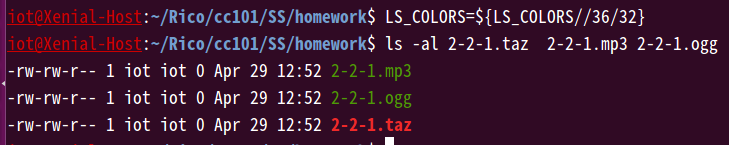 iot@Xenial-Host:~/Rico/cc101/SS/homework$ LS_COLORS=${LS_COLORS//36/32}
iot@Xenial-Host:~/Rico/cc101/SS/homework$ ls -al 2-2-1.taz  2-2-1.mp3 2-2-1.ogg
-rw-rw-r-- 1 iot iot 0 Apr 29 12:52 2-2-1.mp3
-rw-rw-r-- 1 iot iot 0 Apr 29 12:52 2-2-1.ogg
-rw-rw-r-- 1 iot iot 0 Apr 29 12:52 2-2-1.taz